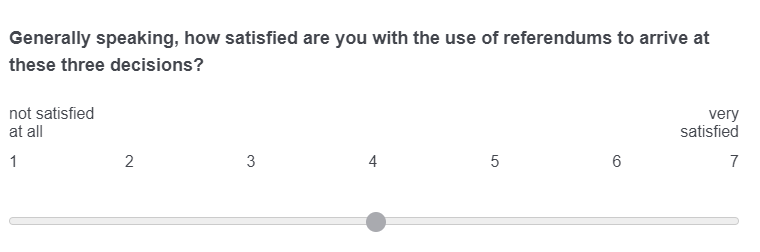 Generally speaking, how satisfied are you with the use of referendums to arrive at
these three decisions?
not satisfied
at all
very
satisfied
1 2 3 4 5 6 7